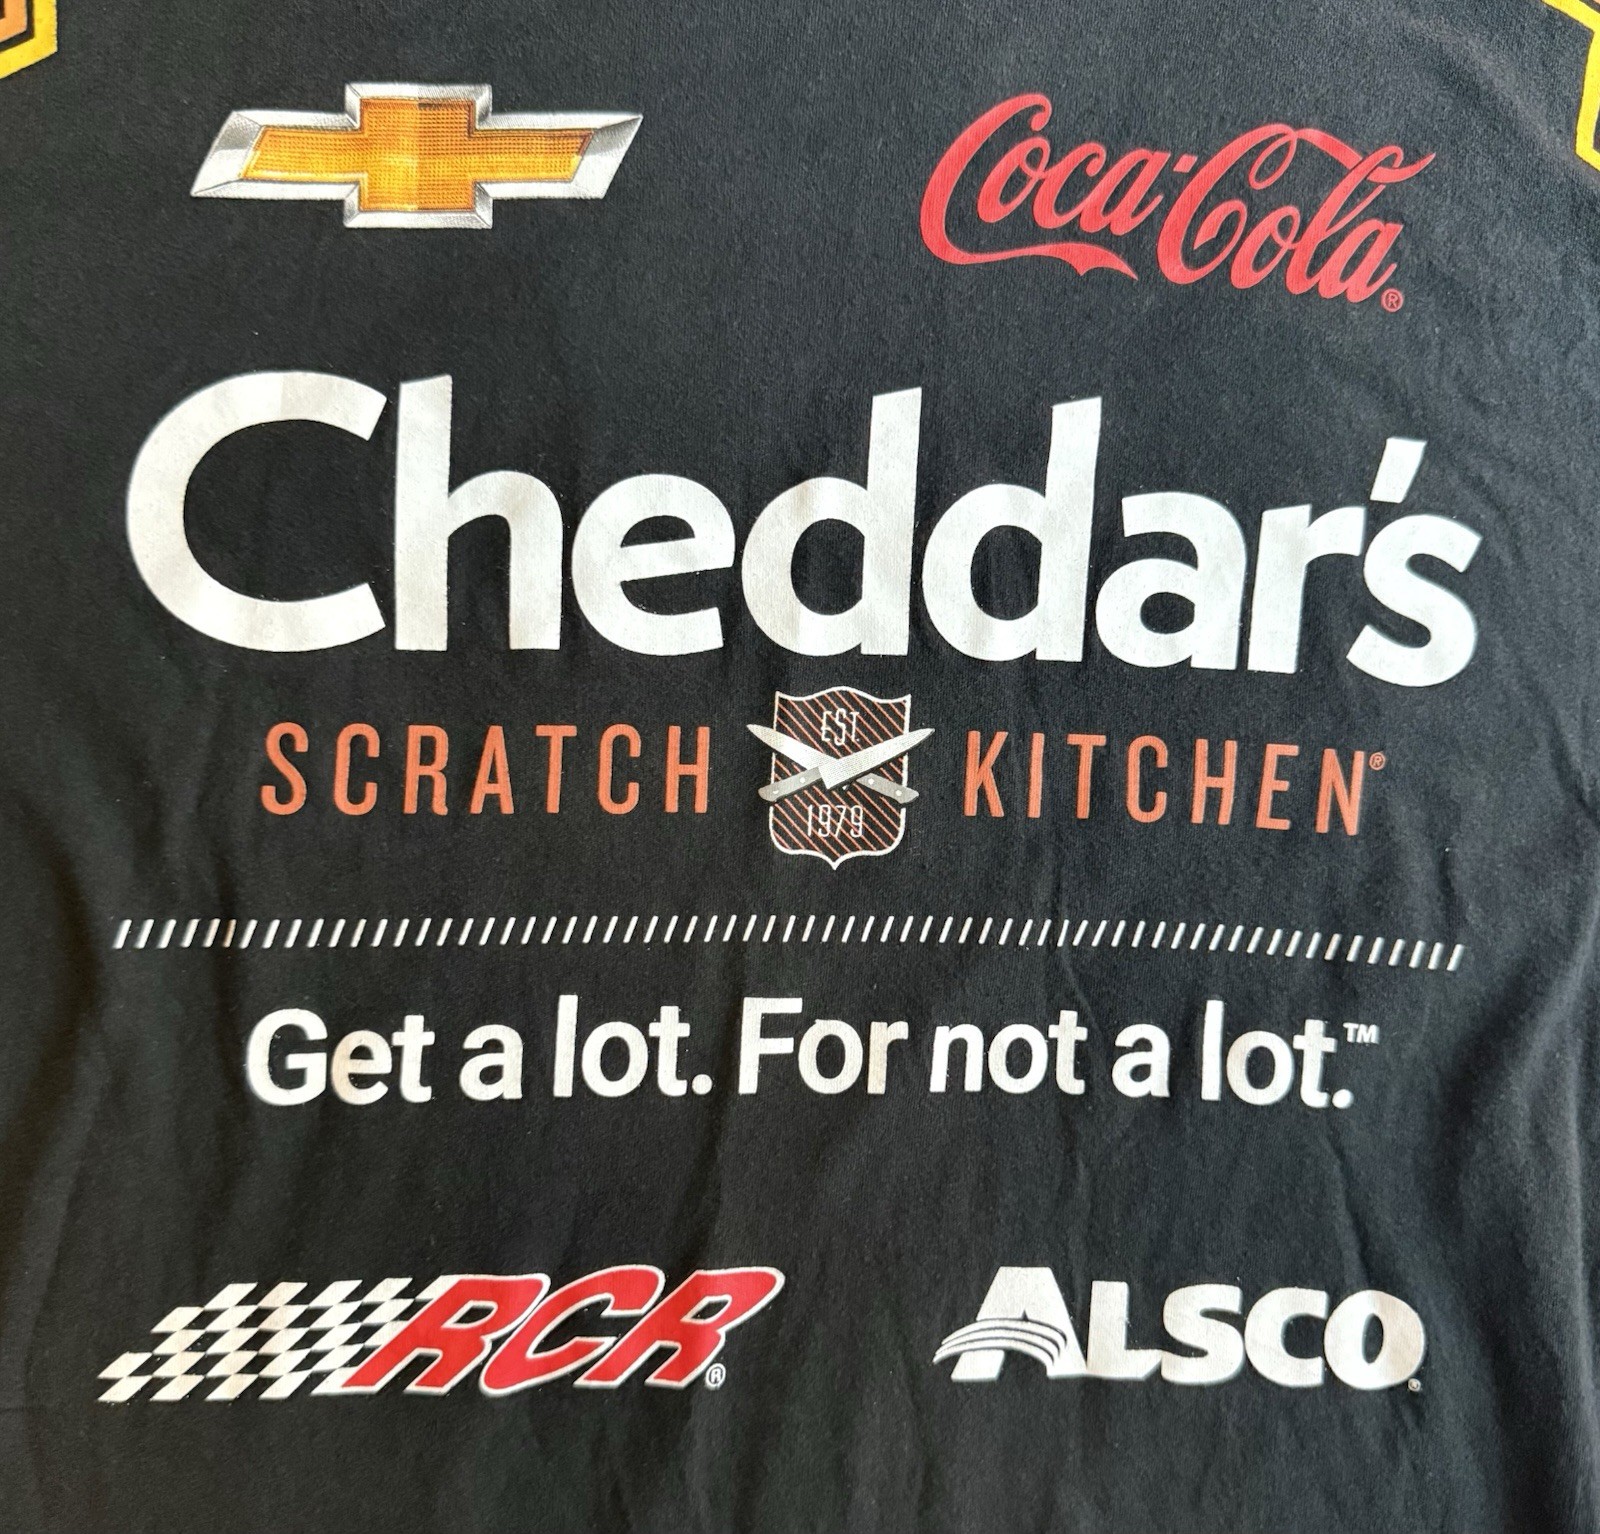 Coca-Cola®
Cheddar's
SCRATCH KITCHEN®
EST.
1979
Get a lot. For not a lot.™
RCR®
ALSCO®